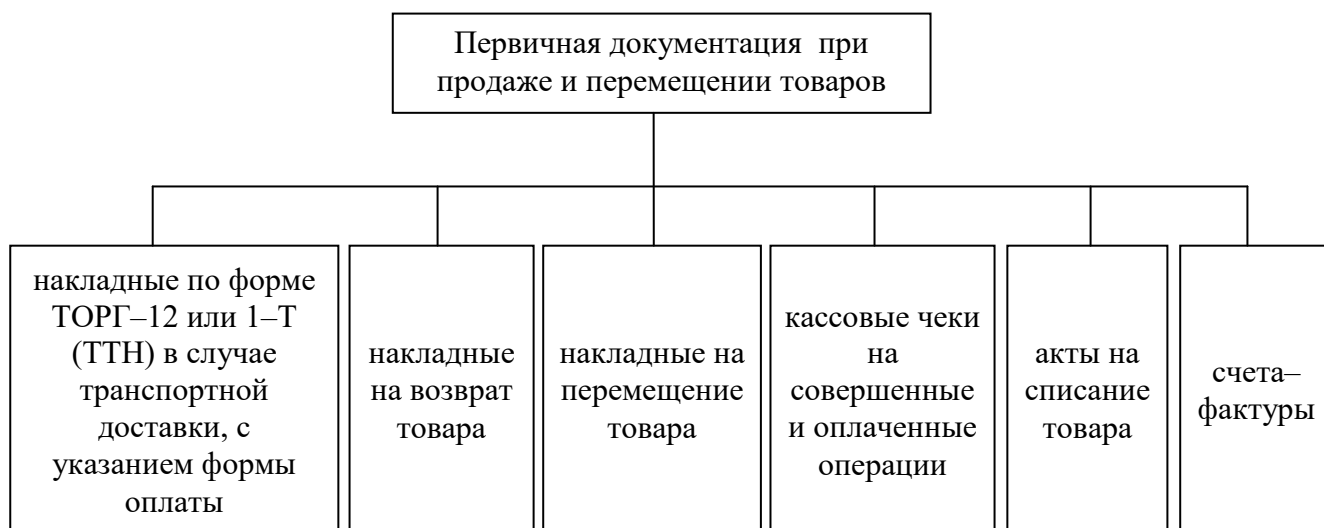 Первичная документация при
продаже и перемещении товаров
накладные по форме
ТОРГ–12 или 1–Т
(ТТН) в случае
транспортной
доставки, с
указанием формы
оплаты
накладные
на возврат
товара
накладные на
перемещение
товара
кассовые чеки
на
совершенные
и оплаченные
операции
акты на
списание
товара
счета–
фактуры